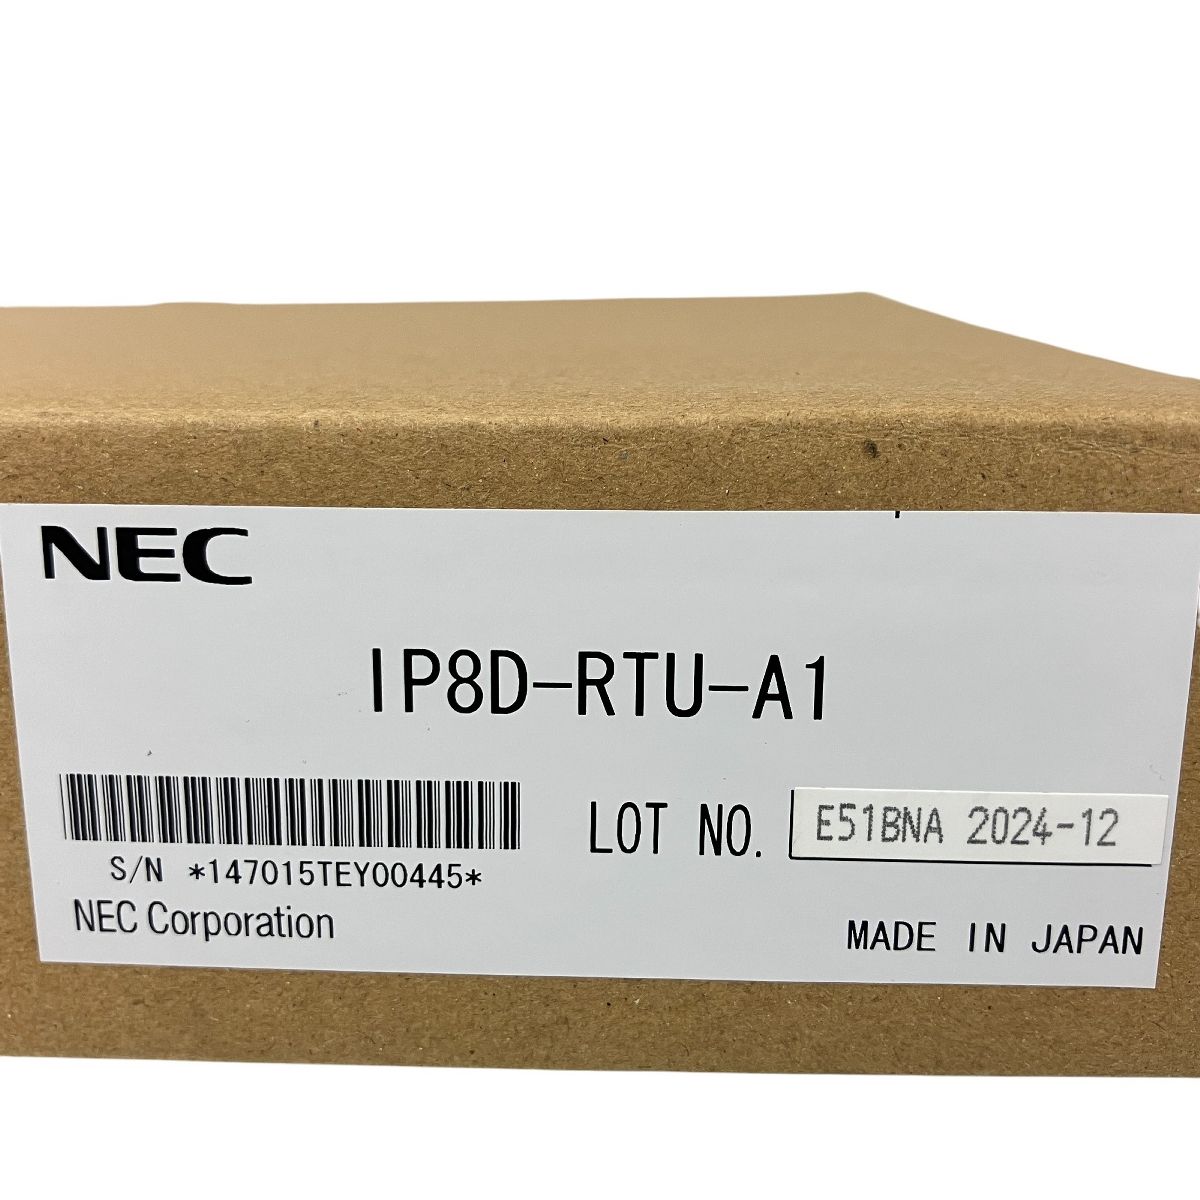 NEC
IP8D-RTU-A1
LOT NO. E51BNA 2024-12
S/N *147015TEY00445*
NEC Corporation
MADE IN JAPAN